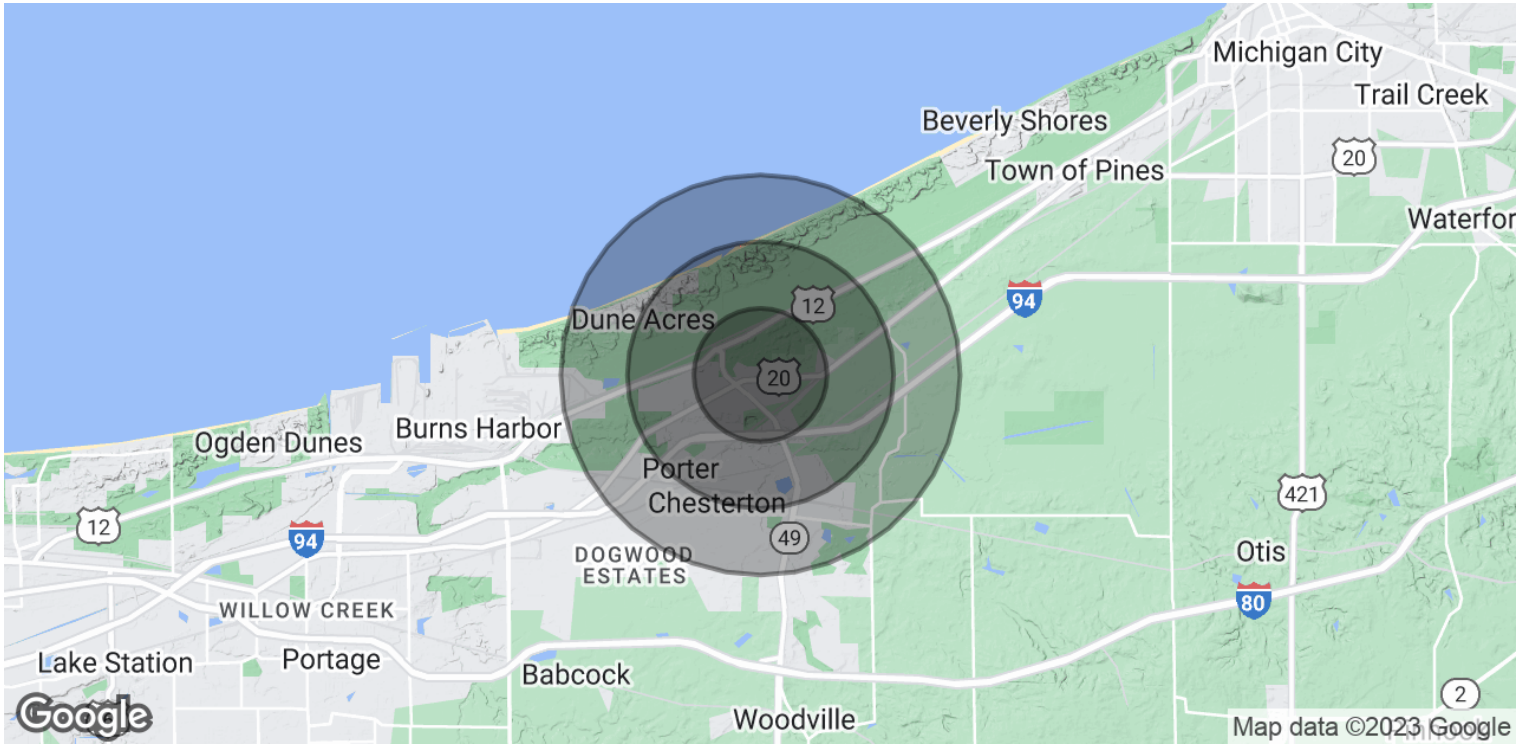 Michigan City
Trail Creek
Beverly Shores
20
Town of Pines
Waterfor
94
12
Dune Acres
20
Burns Harbor
Ogden Dunes
Porter
Chesterton
421
12
94
49
DOGWOOD
ESTATES
Otis
80
WILLOW CREEK
Lake Station
Portage
Babcock
2
Google
Woodville
Map data ©2023 Google